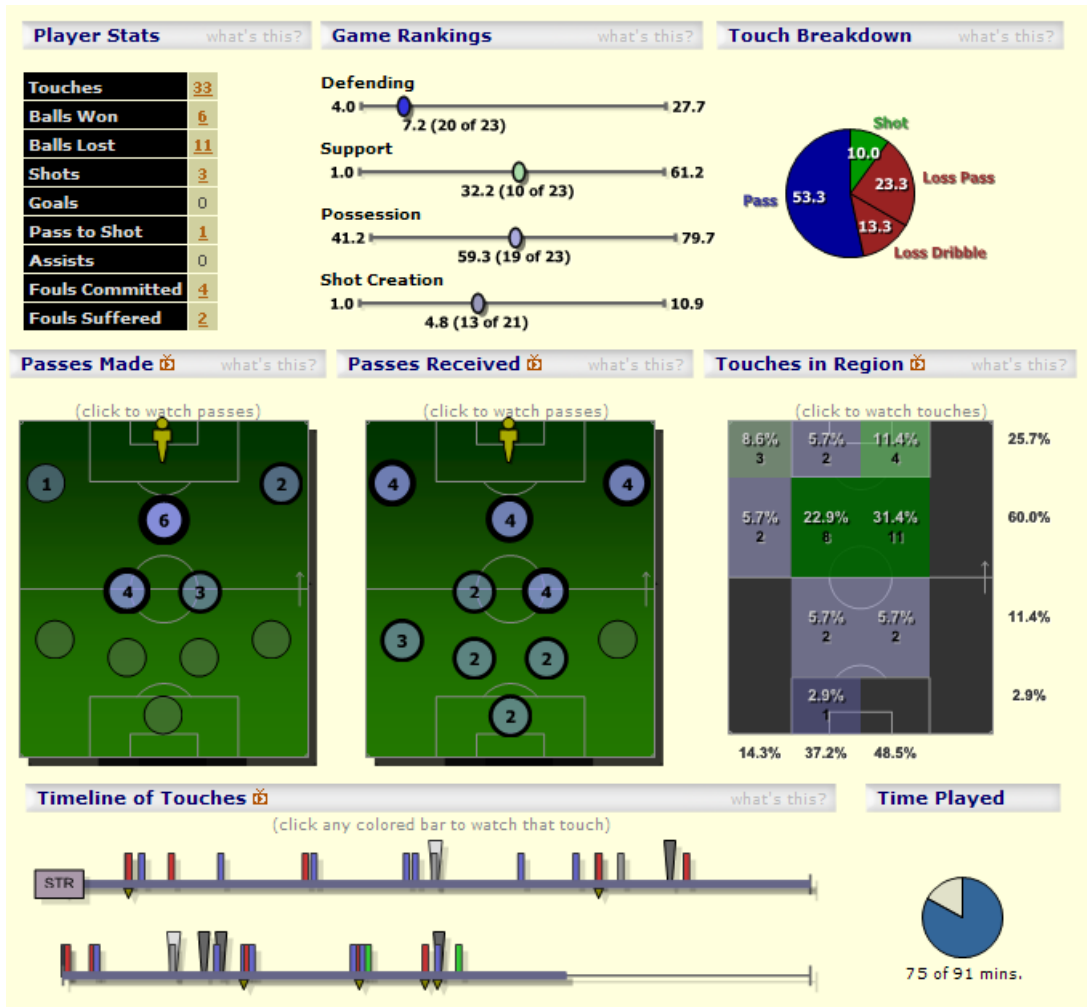 Player Stats what's this?
Game Rankings what's this?
Touch Breakdown what's this?
Touches 33
Balls Won 6
Balls Lost 11
Shots 3
Goals 0
Pass to Shot 1
Assists 0
Fouls Committed 4
Fouls Suffered 2
Defending
4.0 27.7
7.2 (20 of 23)
Support
1.0 61.2
32.2 (10 of 23)
Possession
41.2 79.7
59.3 (19 of 23)
Shot Creation
1.0 10.9
4.8 (13 of 21)
Shot
10.0
23.3 Loss Pass
Pass 53.3
13.3
Loss Dribble
Passes Made what's this?
(click to watch passes)
1 2
6
4 3
Passes Received what's this?
(click to watch passes)
4 4
4
2 4
3
2 2
2
Touches in Region what's this?
(click to watch touches)
8.6% 5.7% 11.4% 25.7%
3 2 4
5.7% 22.9% 31.4% 60.0%
2 8 11
5.7% 5.7% 11.4%
2 2
2.9% 2.9%
1
14.3% 37.2% 48.5%
Timeline of Touches what's this?
(click any colored bar to watch that touch)
STR
Time Played
75 of 91 mins.